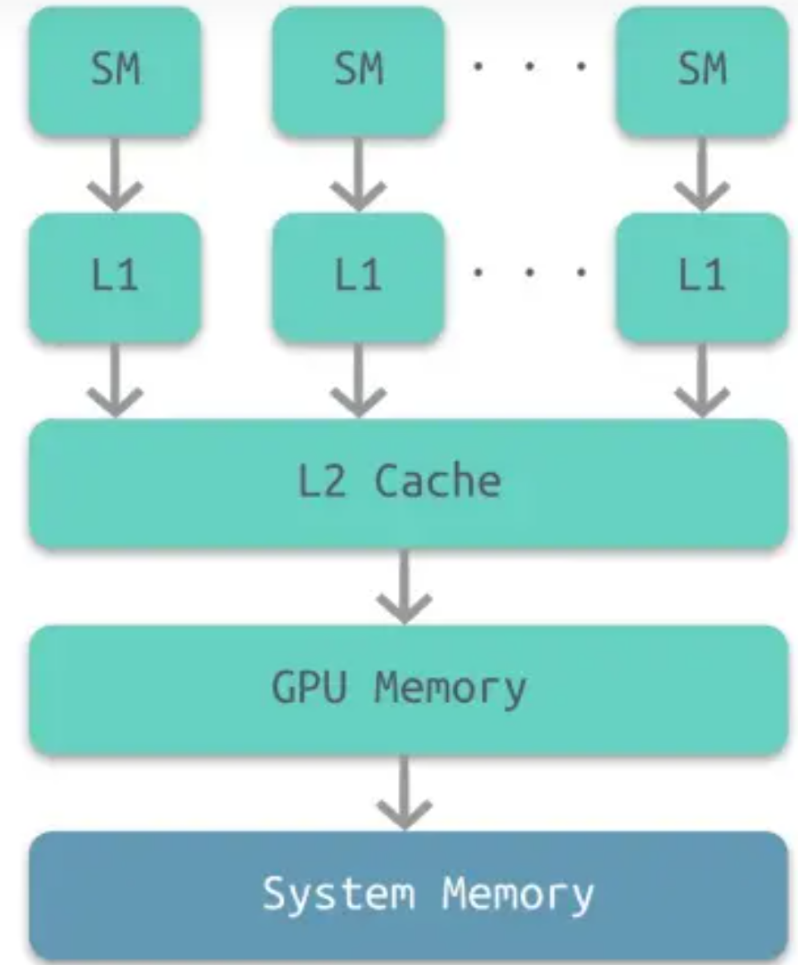 SM SM · · · SM
L1 L1 · · · L1
L2 Cache
GPU Memory
System Memory